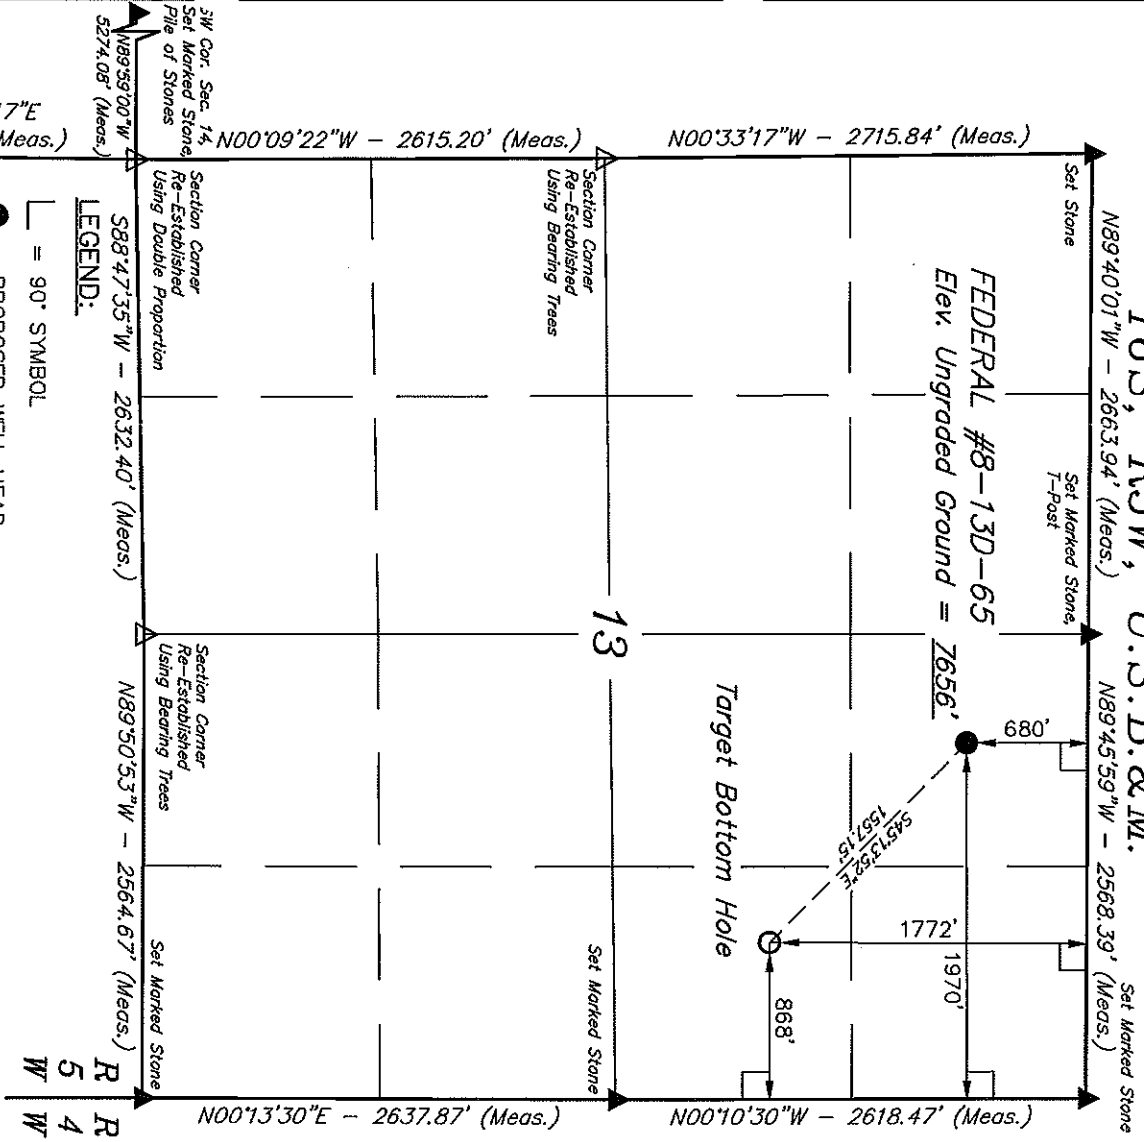 T6S, R5W, U.S.B.&M.
N89°40'01"W - 2663.94' (Meas.)
N89°45'59"W - 2568.39' (Meas.)
Set Marked Stone
Set Stone
Set Marked Stone,
T-Post
FEDERAL #8-13D-65
Elev. Ungraded Ground = 7656'
680'
1970'
1772'
868'
S45°13'52"E
1557.15'
Target Bottom Hole
13
N00°33'17"W - 2715.84' (Meas.)
N00°10'30"W - 2618.47' (Meas.)
Section Corner
Re-Established
Using Bearing Trees
Set Marked Stone
N00°09'22"W - 2615.20' (Meas.)
N00°13'30"E - 2637.87' (Meas.)
SW Cor. Sec. 14,
Set Marked Stone,
Pile of Stones
N89°59'00"W
5274.08' (Meas.)
Section Corner
Re-Established
Using Double Proportion
Section Corner
Re-Established
Using Bearing Trees
Set Marked Stone
S88°47'35"W - 2632.40' (Meas.)
N89°50'53"W - 2564.67' (Meas.)
R R
5 4
W W
17"E
Meas.)
LEGEND:
= 90° SYMBOL
PROPOSED WELL HEAD